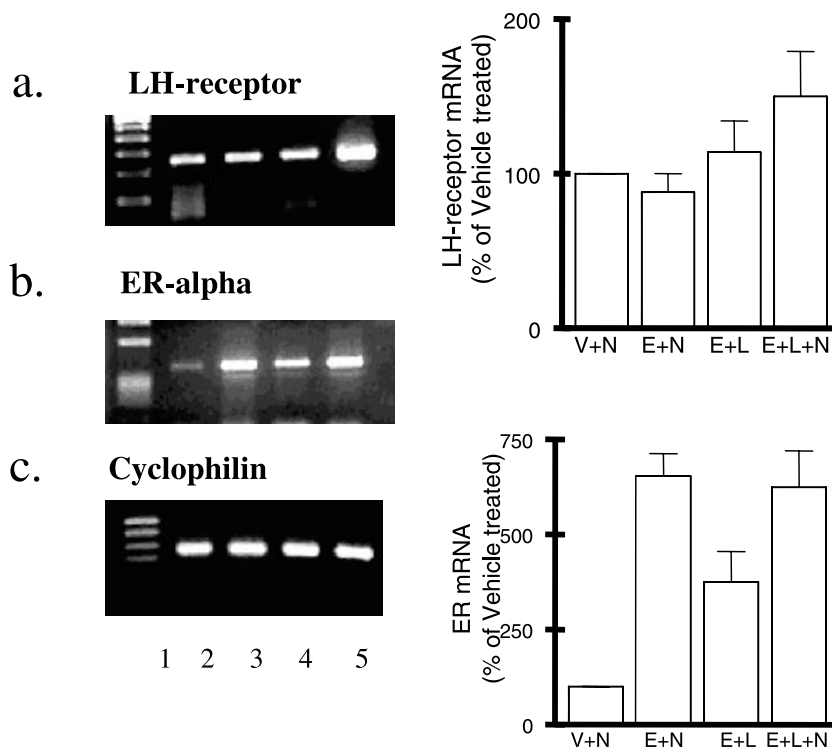 a.
LH-receptor
b.
ER-alpha
c.
Cyclophilin
1 2 3 4 5
LH-receptor mRNA
(% of Vehicle treated)
200
100
0
V+N E+N E+L E+L+N
ER mRNA
(% of Vehicle treated)
750
500
250
0
V+N E+N E+L E+L+N